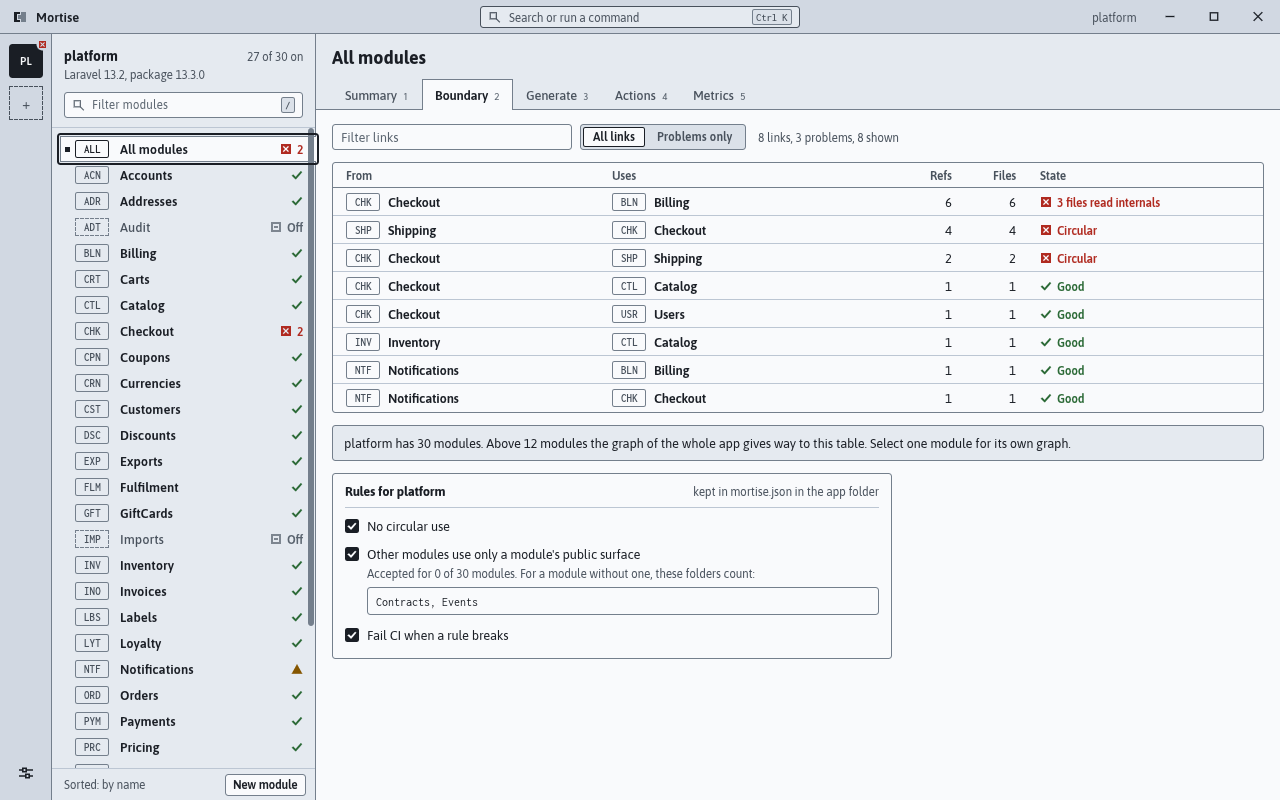 Mortise
Search or run a command Ctrl K
platform
PL
+
platform 27 of 30 on
Laravel 13.2, package 13.3.0
Filter modules /
ALL All modules 2
ACN Accounts
ADR Addresses
ADT Audit Off
BLN Billing
CRT Carts
CTL Catalog
CHK Checkout 2
CPN Coupons
CRN Currencies
CST Customers
DSC Discounts
EXP Exports
FLM Fulfilment
GFT GiftCards
IMP Imports Off
INV Inventory
INO Invoices
LBS Labels
LYT Loyalty
NTF Notifications
ORD Orders
PYM Payments
PRC Pricing
Sorted: by name New module
All modules
Summary 1 Boundary 2 Generate 3 Actions 4 Metrics 5
Filter links All links Problems only 8 links, 3 problems, 8 shown
From Uses Refs Files State
CHK Checkout BLN Billing 6 6 3 files read internals
SHP Shipping CHK Checkout 4 4 Circular
CHK Checkout SHP Shipping 2 2 Circular
CHK Checkout CTL Catalog 1 1 Good
CHK Checkout USR Users 1 1 Good
INV Inventory CTL Catalog 1 1 Good
NTF Notifications BLN Billing 1 1 Good
NTF Notifications CHK Checkout 1 1 Good
platform has 30 modules. Above 12 modules the graph of the whole app gives way to this table. Select one module for its own graph.
Rules for platform kept in mortise.json in the app folder
No circular use
Other modules use only a module's public surface
Accepted for 0 of 30 modules. For a module without one, these folders count:
Contracts, Events
Fail CI when a rule breaks